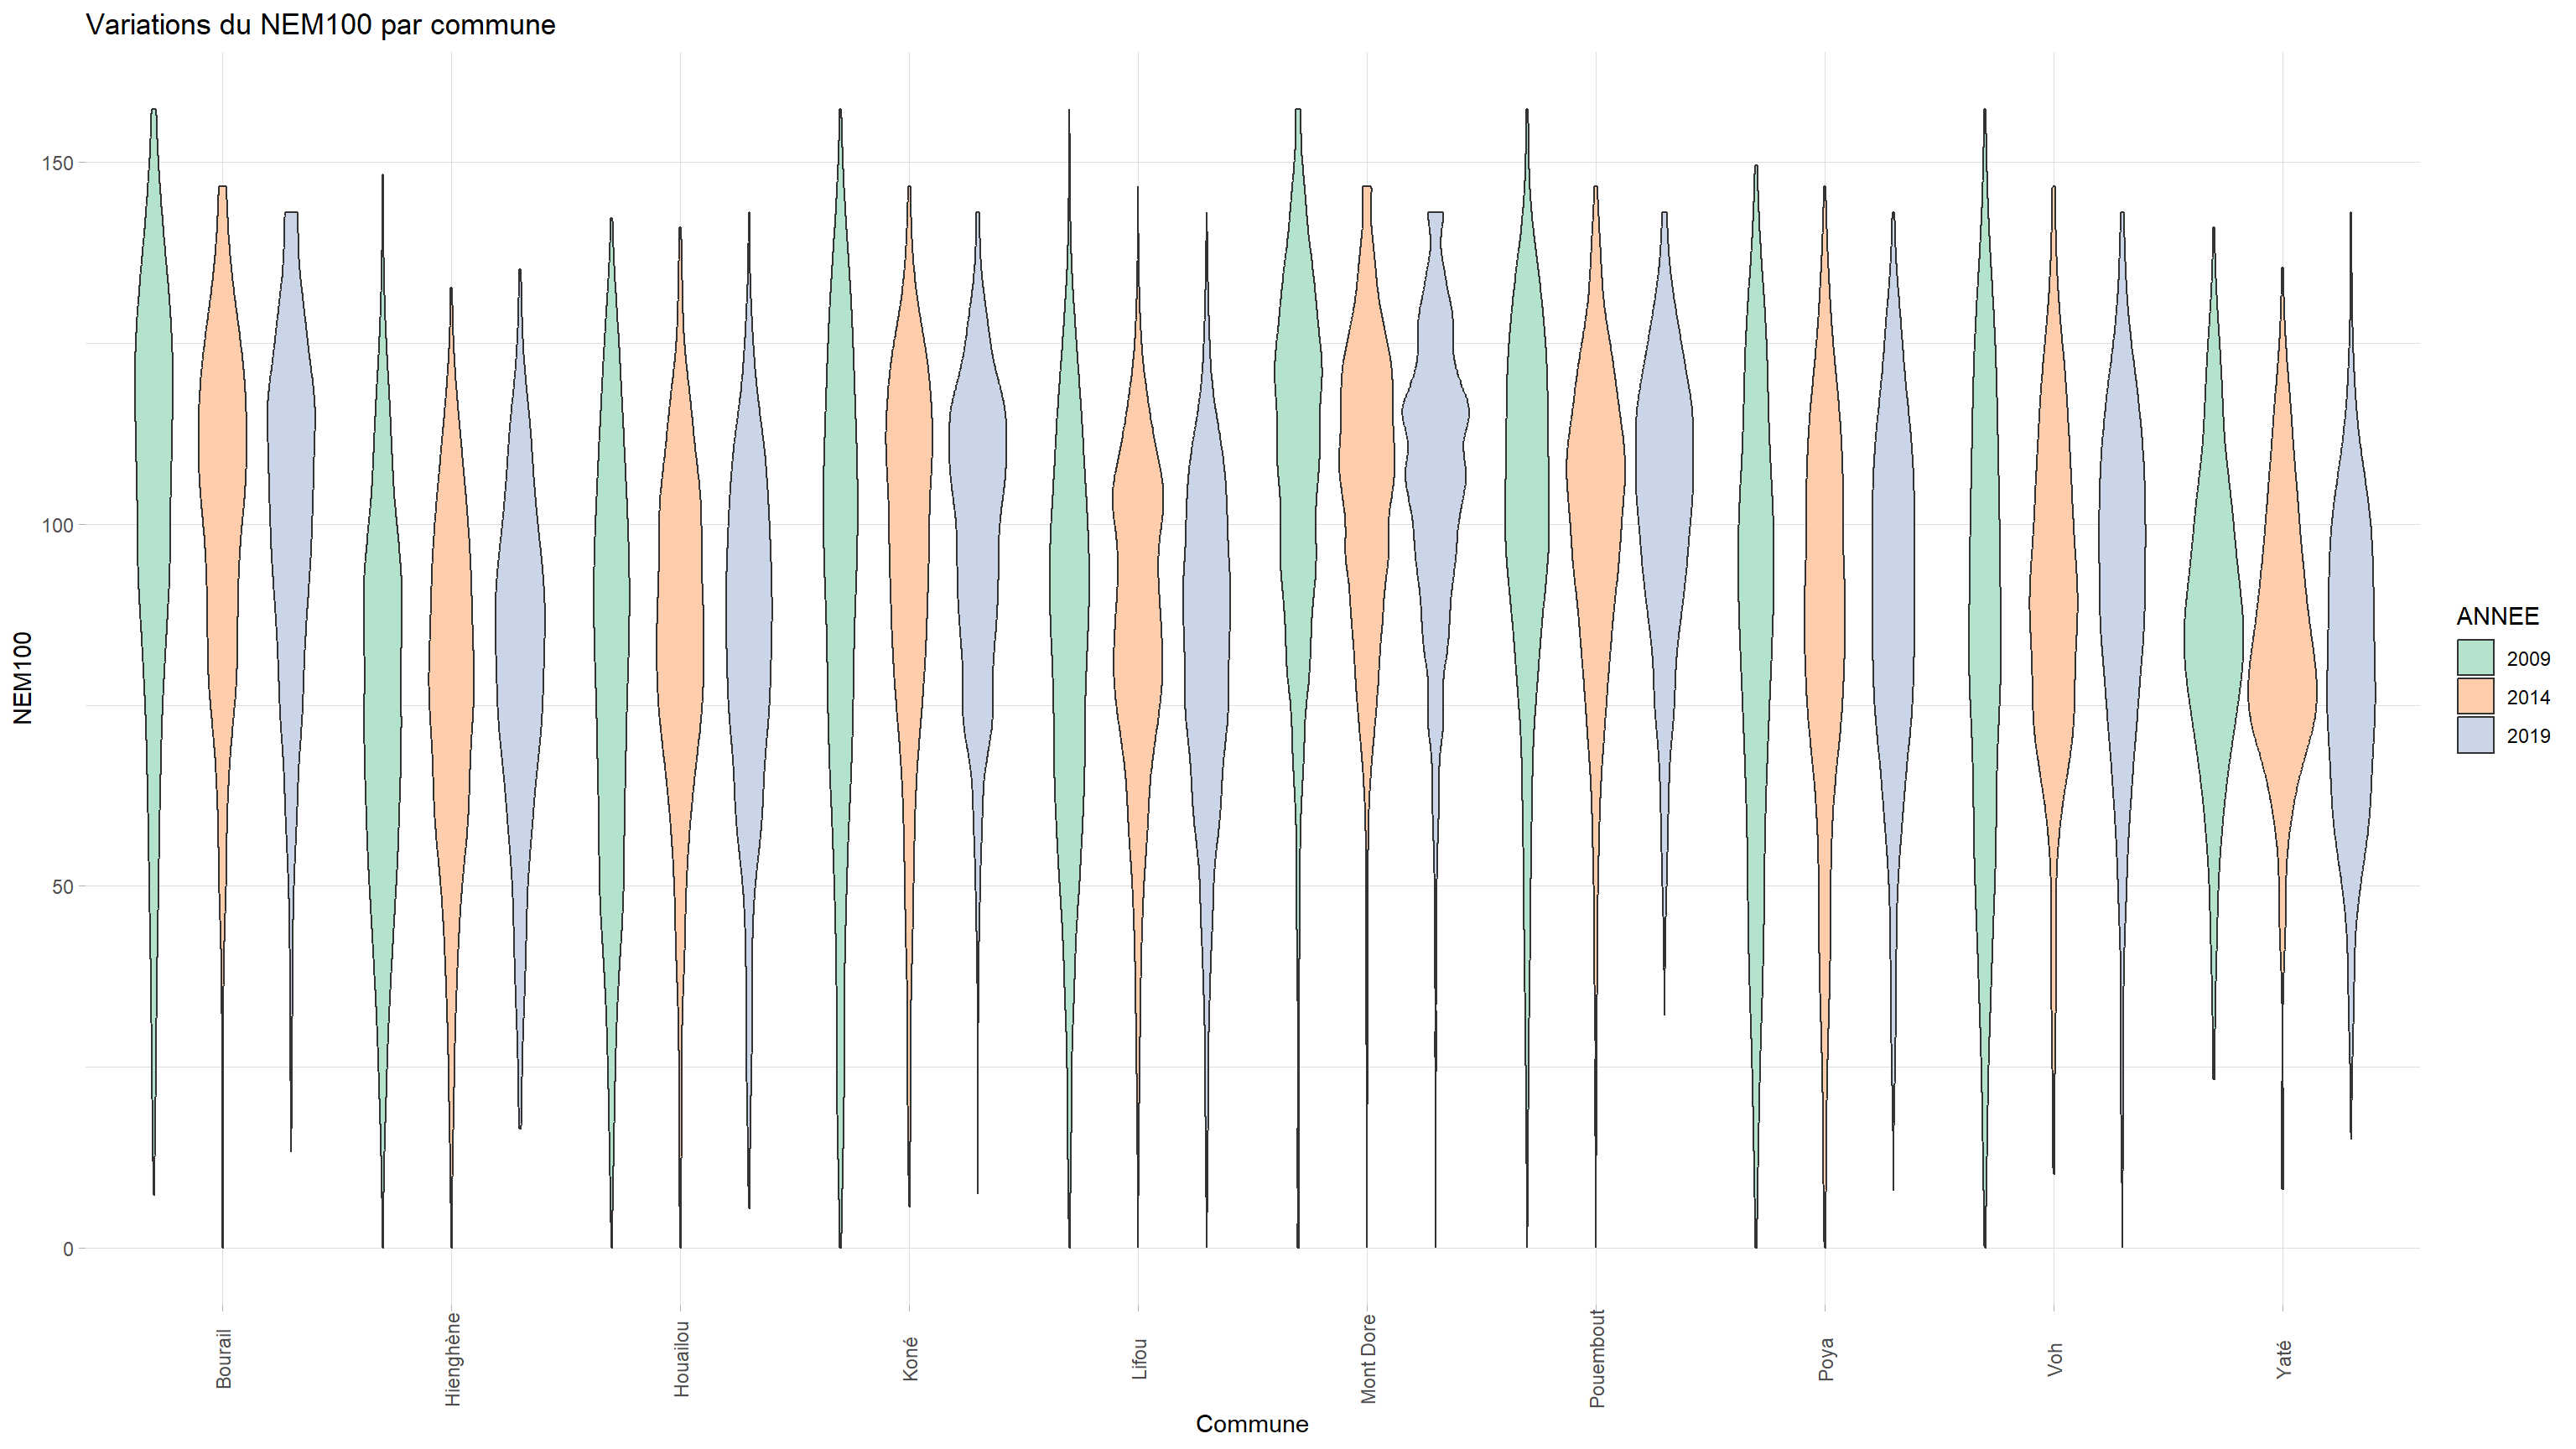 Variations du NEM100 par commune
NEM100
150
100
50
0
Bourail
Hienghène
Houailou
Koné
Lifou
Mont Dore
Pouembout
Poya
Voh
Yaté
Commune
ANNEE
2009
2014
2019